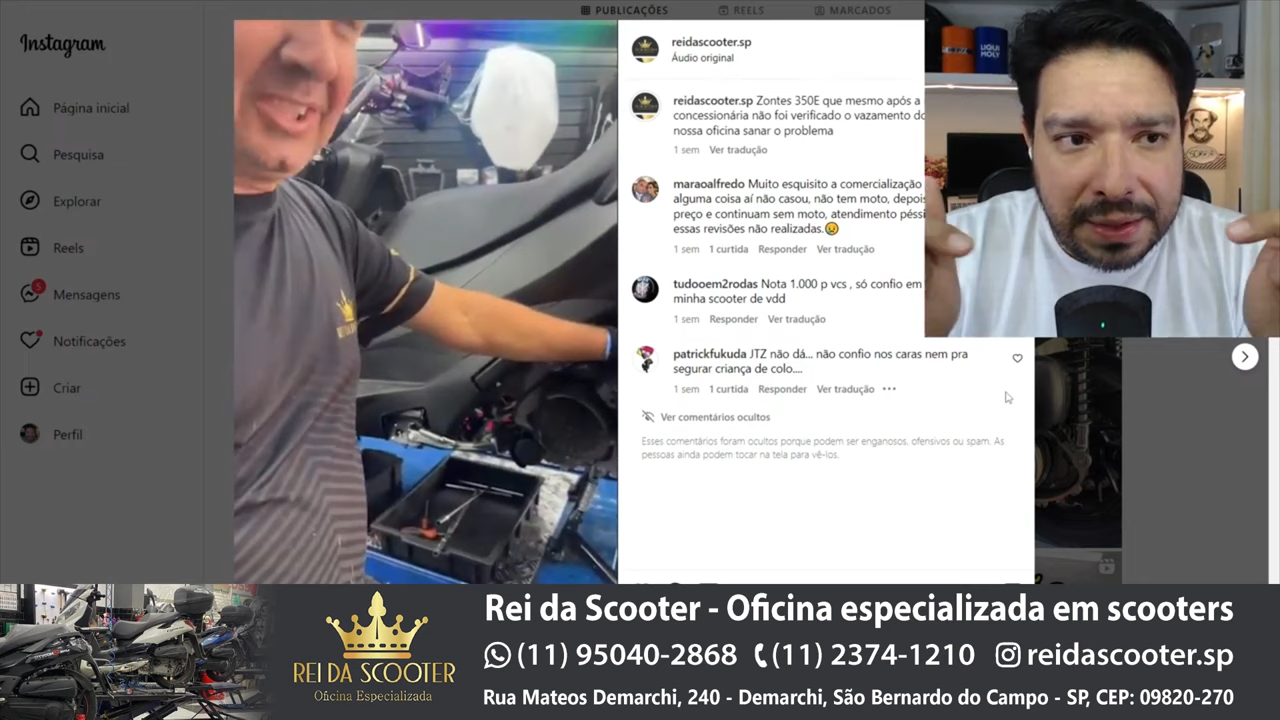 Instagram
Página inicial
Pesquisa
Explorar
Reels
5
Mensagens
Notificações
Criar
Perfil
PUBLICAÇÕES
REELS
MARCADOS
reidascooter.sp
Áudio original
reidascooter.sp Zontes 350E que mesmo após a
concessionária não foi verificado o vazamento do
nossa oficina sanar o problema
1 sem Ver tradução
maraoalfredo Muito esquisito a comercialização
alguma coisa aí não casou, não tem moto, depois
preço e continuam sem moto, atendimento péssi
essas revisões não realizadas.
1 sem 1 curtida Responder Ver tradução
tudooem2rodas Nota 1.000 p vcs , só confio em
minha scooter de vdd
1 sem Responder Ver tradução
patrickfukuda JTZ não dá... não confio nos caras nem pra
segurar criança de colo....
1 sem 1 curtida Responder Ver tradução •••
Ver comentários ocultos
Esses comentários foram ocultos porque podem ser enganosos, ofensivos ou spam. As
pessoas ainda podem tocar na tela para vê-los.
LIQUI
MOLY
REI DA SCOOTER
Oficina Especializada
Rei da Scooter - Oficina especializada em scooters
(11) 95040-2868 (11) 2374-1210 reidascooter.sp
Rua Mateos Demarchi, 240 - Demarchi, São Bernardo do Campo - SP, CEP: 09820-270